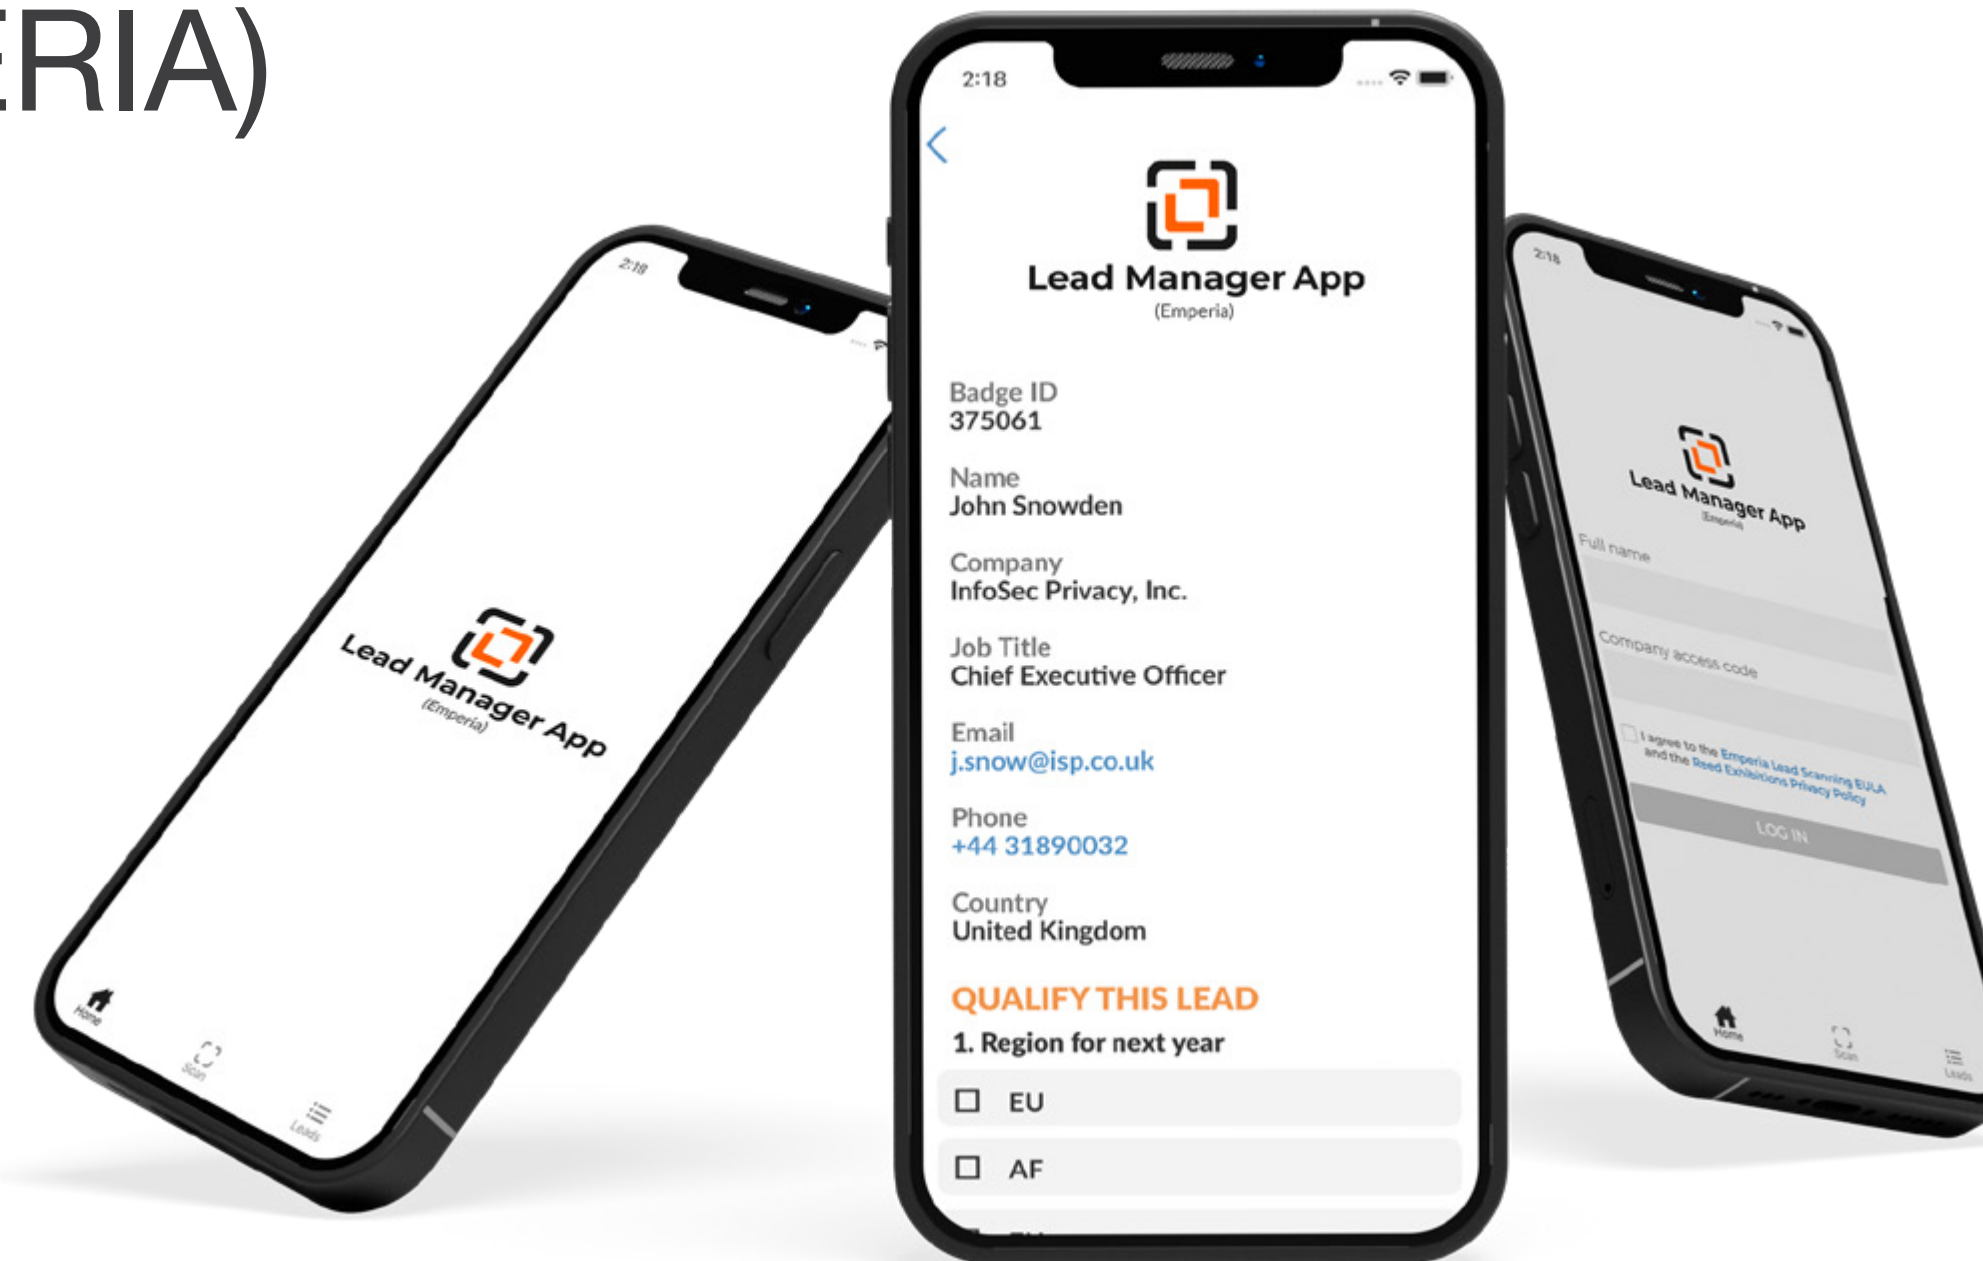 ERIA)
2:18
Lead Manager App
(Emperia)
Home
Scan
Leads
2:18
Lead Manager App
(Emperia)
Badge ID
375061
Name
John Snowden
Company
InfoSec Privacy, Inc.
Job Title
Chief Executive Officer
Email
j.snow@isp.co.uk
Phone
+44 31890032
Country
United Kingdom
QUALIFY THIS LEAD
1. Region for next year
EU
AF
2:18
Lead Manager App
(Emperia)
Full name
Company access code
I agree to the Emperia Lead Scanning EULA
and the Reed Exhibitions Privacy Policy
LOG IN
Home
Scan
Leads